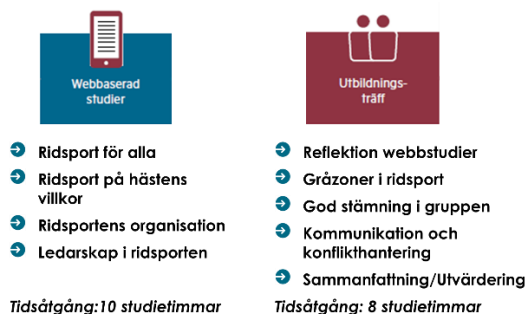 Webbaserad
studier
Ridsport för alla
Ridsport på hästens
villkor
Ridsportens organisation
Ledarskap i ridsporten
Tidsåtgång:10 studietimmar
Utbildnings-
träff
Reflektion webbstudier
Gråzoner i ridsport
God stämning i gruppen
Kommunikation och
konflikthantering
Sammanfattning/Utvärdering
Tidsåtgång: 8 studietimmar